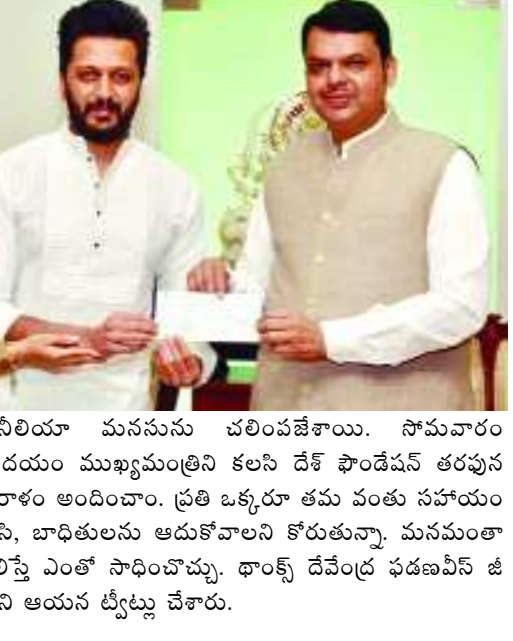 నీలియా మనసును చలింపజేశాయి. సోమవారం
దయం ముఖ్యమంత్రిని కలసి దేశ్ ఫౌండేషన్ తరఫున
రాళం అందించాం. ప్రతి ఒక్కరూ తమ వంతు సహాయం
సి, బాధితులను ఆదుకోవాలని కోరుతున్నా. మనమంతా
లిస్తే ఎంతో సాధించొచ్చు. థాంక్స్ దేవేంద్ర ఫడణవీస్ జీ
ని ఆయన ట్వీట్లు చేశారు.